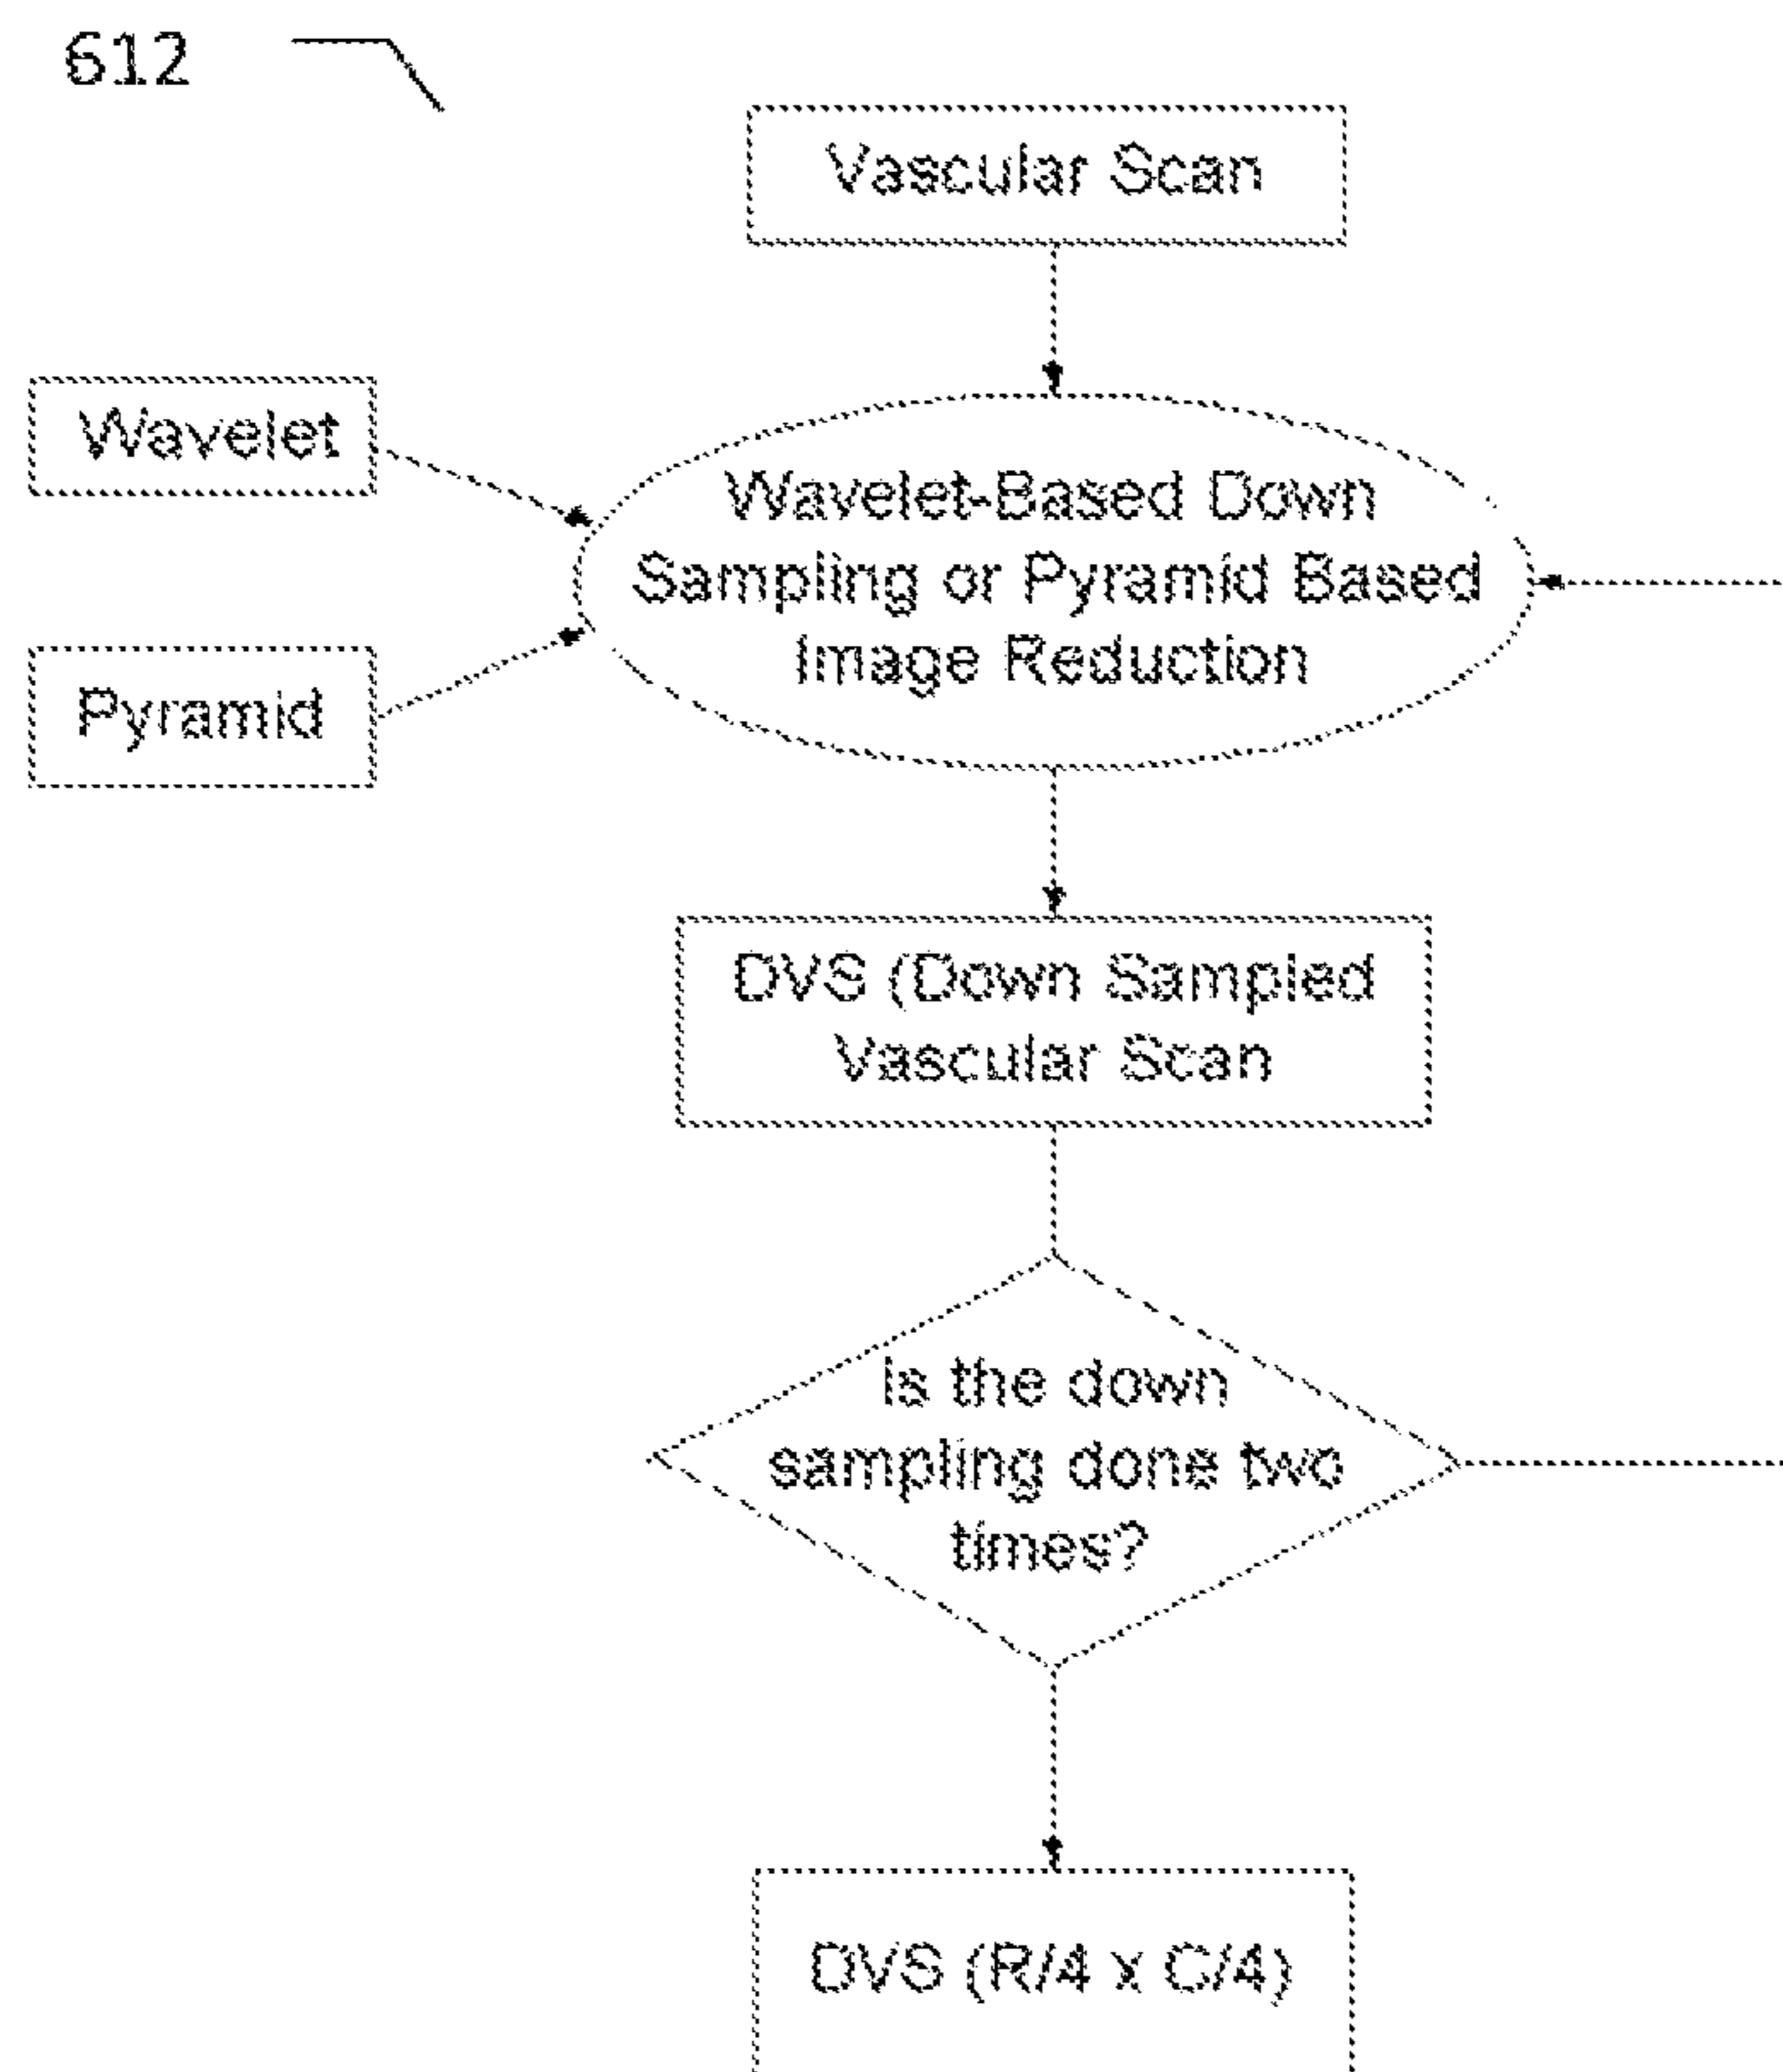 612
Vascular Scan
Wavelet
Wavelet-Based Down
Sampling or Pyramid Based
Image Reduction
Pyramid
DVS (Down Sampled
Vascular Scan
Is the down
sampling done two
times?
DVS (R/4 x C/4)